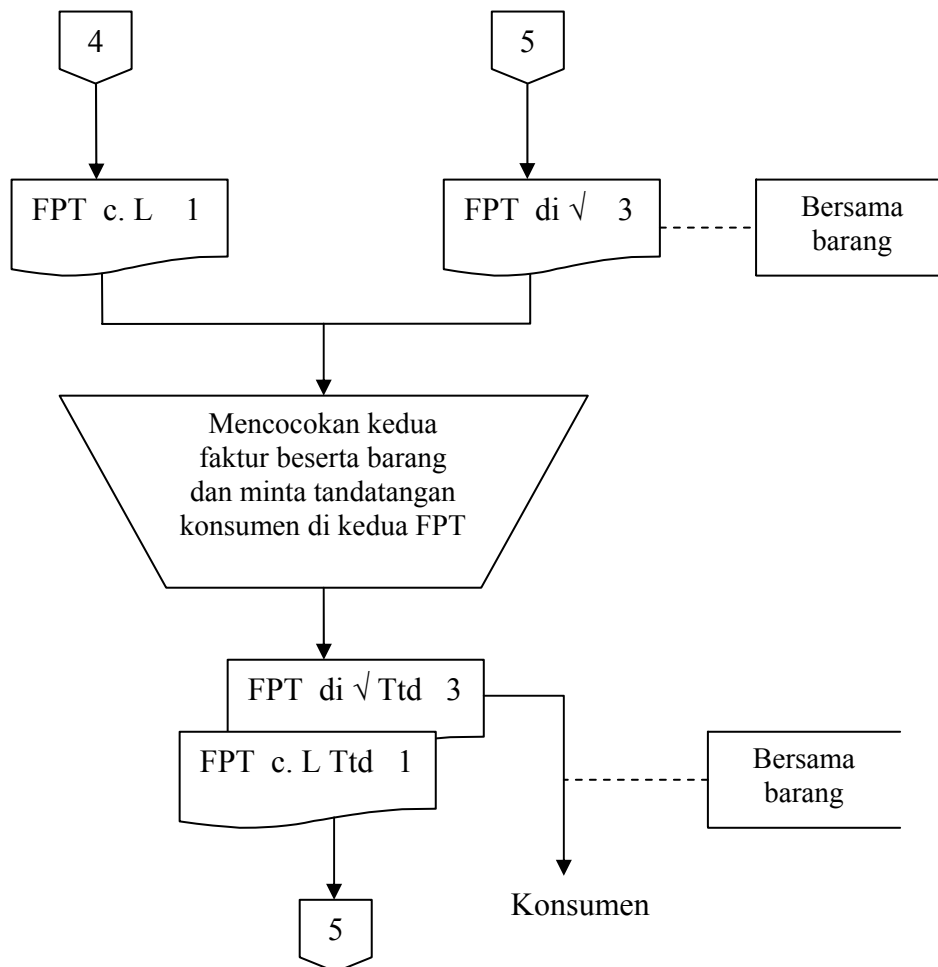 4
5
FPT c. L 1
FPT di √ 3
Bersama
barang
Mencocokan kedua
faktur beserta barang
dan minta tandatangan
konsumen di kedua FPT
FPT di √ Ttd 3
FPT c. L Ttd 1
Bersama
barang
Konsumen
5